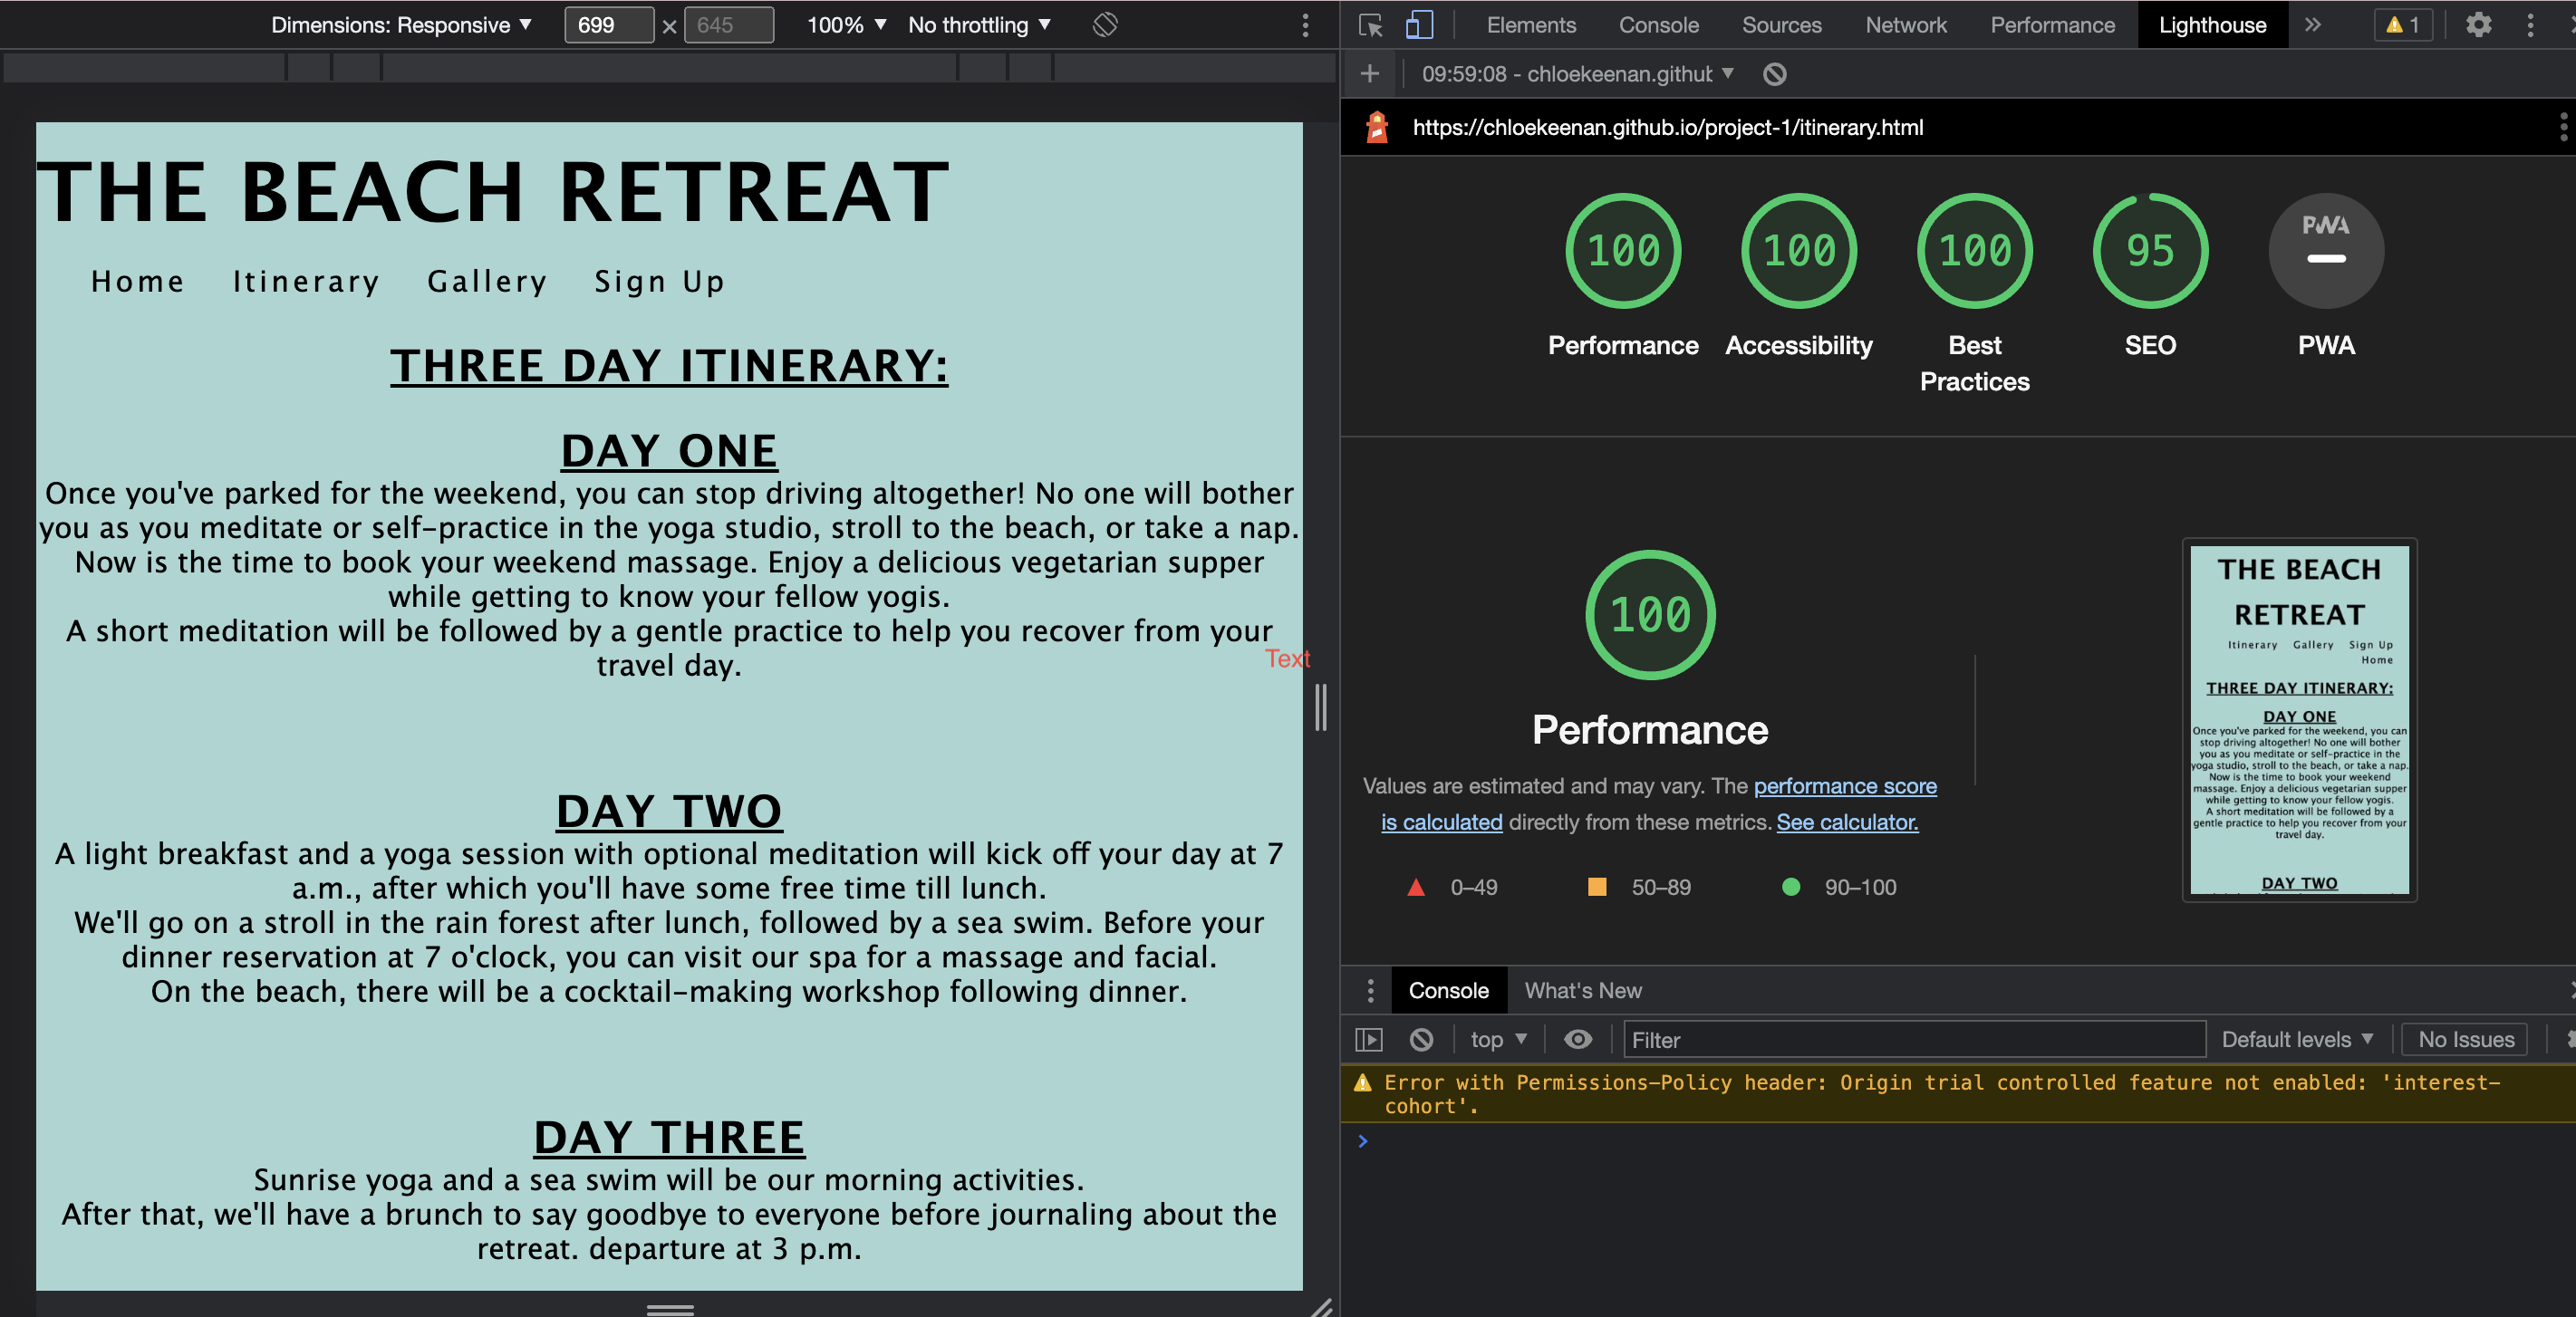 Dimensions: Responsive ▼ 699 × 645 100% ▼ No throttling ▼
THE BEACH RETREAT
Home Itinerary Gallery Sign Up
THREE DAY ITINERARY:
DAY ONE
Once you've parked for the weekend, you can stop driving altogether! No one will bother
you as you meditate or self-practice in the yoga studio, stroll to the beach, or take a nap.
Now is the time to book your weekend massage. Enjoy a delicious vegetarian supper
while getting to know your fellow yogis.
A short meditation will be followed by a gentle practice to help you recover from your
travel day.
Text
DAY TWO
A light breakfast and a yoga session with optional meditation will kick off your day at 7
a.m., after which you'll have some free time till lunch.
We'll go on a stroll in the rain forest after lunch, followed by a sea swim. Before your
dinner reservation at 7 o'clock, you can visit our spa for a massage and facial.
On the beach, there will be a cocktail-making workshop following dinner.
DAY THREE
Sunrise yoga and a sea swim will be our morning activities.
After that, we'll have a brunch to say goodbye to everyone before journaling about the
retreat. departure at 3 p.m.
Elements Console Sources Network Performance Lighthouse » 1
+ 09:59:08 - chloekeenan.github ▼
https://chloekeenan.github.io/project-1/itinerary.html
100 100 100 95 PWA
Performance Accessibility Best SEO PWA
Practices
100
Performance
Values are estimated and may vary. The performance score
is calculated directly from these metrics. See calculator.
0–49 50–89 90–100
THE BEACH
RETREAT
Itinerary Gallery Sign Up
Home
THREE DAY ITINERARY:
DAY ONE
Once you've parked for the weekend, you can
stop driving altogether! No one will bother
you as you meditate or self-practice in the
yoga studio, stroll to the beach, or take a nap.
Now is the time to book your weekend
massage. Enjoy a delicious vegetarian supper
while getting to know your fellow yogis.
A short meditation will be followed by a
gentle practice to help you recover from your
travel day.
DAY TWO
Console What's New
top ▼ Filter Default levels ▼ No Issues
Error with Permissions-Policy header: Origin trial controlled feature not enabled: 'interest-
cohort'.